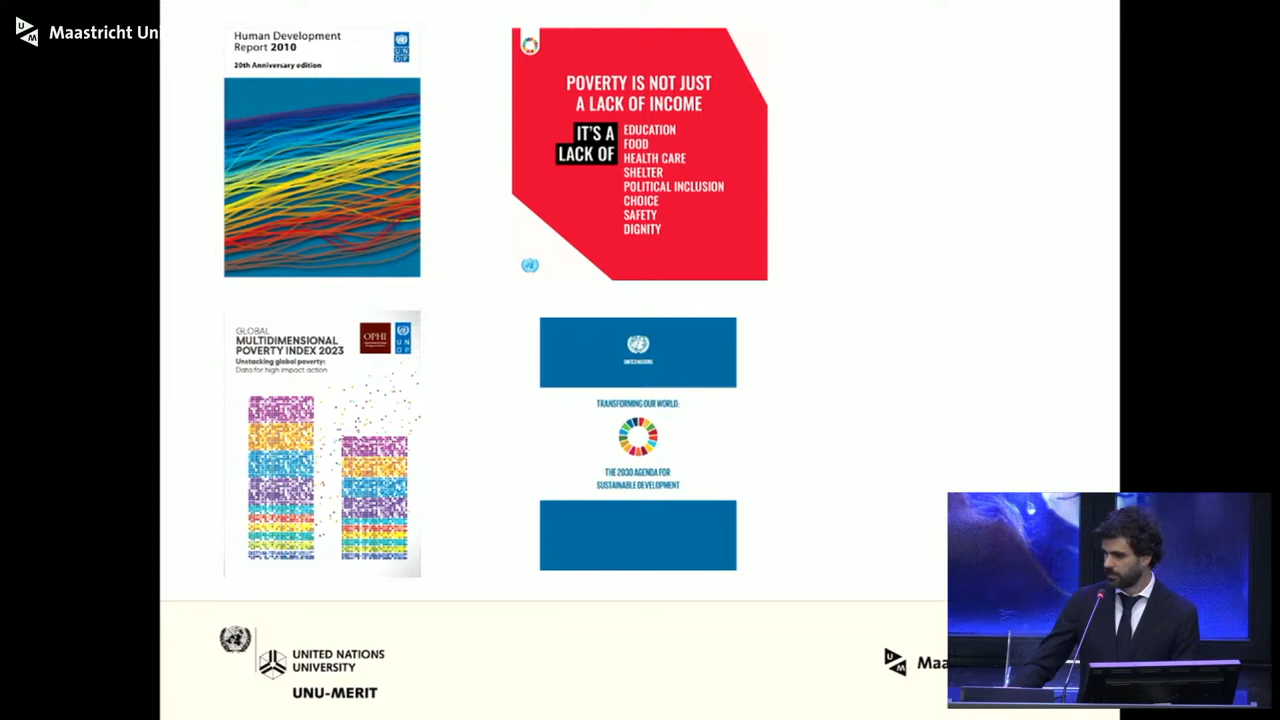 Maastricht Uni
Human Development
Report 2010
20th Anniversary edition
U N
D P
POVERTY IS NOT JUST
A LACK OF INCOME
IT'S A
LACK OF
EDUCATION
FOOD
HEALTH CARE
SHELTER
POLITICAL INCLUSION
CHOICE
SAFETY
DIGNITY
GLOBAL
MULTIDIMENSIONAL
POVERTY INDEX 2023
Unstacking global poverty:
Data for high impact action
OPHI
U N
D P
UNITED NATIONS
TRANSFORMING OUR WORLD:
THE 2030 AGENDA FOR
SUSTAINABLE DEVELOPMENT
UNITED NATIONS
UNIVERSITY
UNU-MERIT
Maa